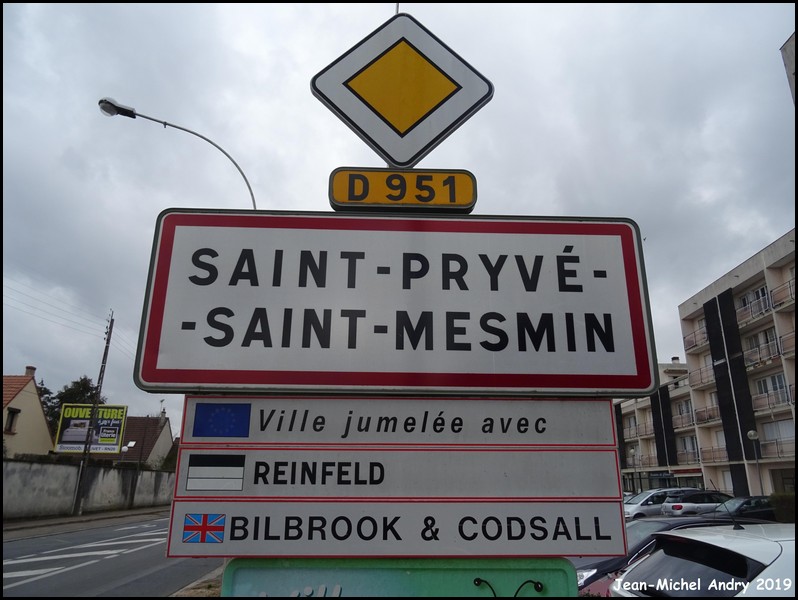 D 951
SAINT-PRYVÉ-
-SAINT-MESMIN
Ville jumelée avec
REINFELD
BILBROOK & CODSALL
OUVERTURE
Jean-Michel Andry 2019